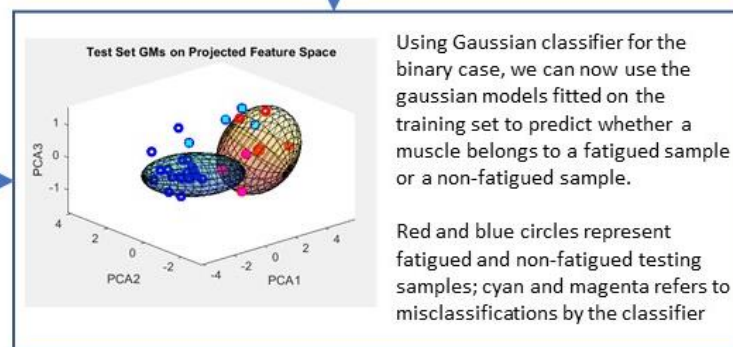 Test Set GMs on Projected Feature Space
PCA3
1
0
-1
4
2
0
-2
PCA2
-4
-2
0
2
4
PCA1
Using Gaussian classifier for the
binary case, we can now use the
gaussian models fitted on the
training set to predict whether a
muscle belongs to a fatigued sample
or a non-fatigued sample.
Red and blue circles represent
fatigued and non-fatigued testing
samples; cyan and magenta refers to
misclassifications by the classifier